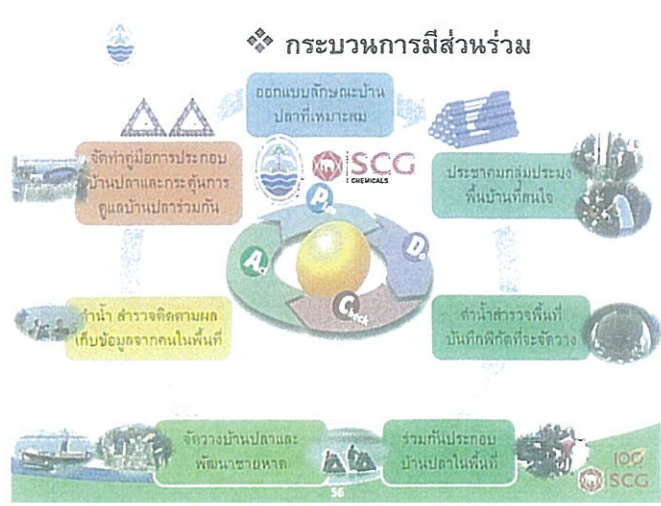 ❖ กระบวนการมีส่วนร่วม
ออกแบบลักษณะบ้าน
ปลาที่เหมาะสม
จัดทำคู่มือการประกอบ
บ้านปลาและกระตุ้นการ
ดูแลบ้านปลาร่วมกัน
SCG
CHEMICALS
ประชาคมกลุ่มประมง
พื้นบ้านที่สนใจ
P.
D.
Check
A.
ดำน้ำ สำรวจติดตามผล
เก็บข้อมูลจากคนในพื้นที่
ดำน้ำสำรวจพื้นที่
บันทึกพิกัดที่จะจัดวาง
จัดวางบ้านปลาและ
พัฒนาชายหาด
ร่วมกันประกอบ
บ้านปลาในพื้นที่
100
SCG
56